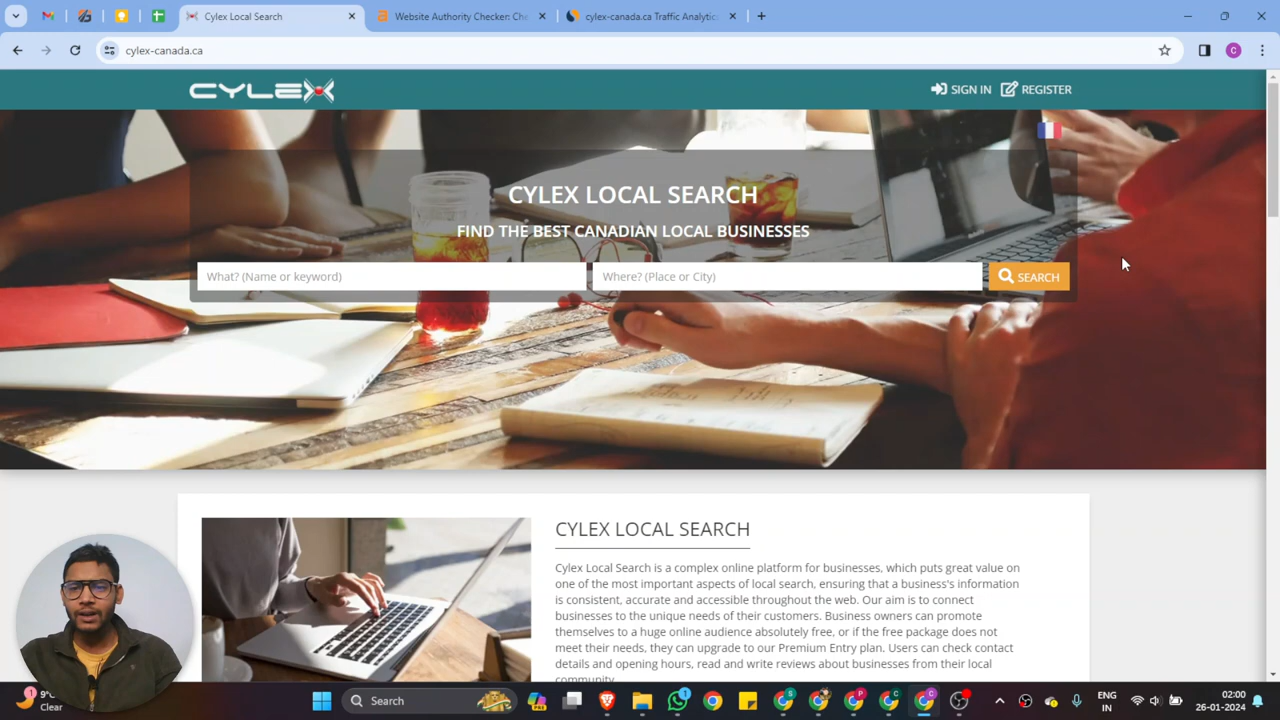 Cylex Local Search
Website Authority Checker: Che
cylex-canada.ca Traffic Analytic
cylex-canada.ca
C
CYLEX
SIGN IN
REGISTER
CYLEX LOCAL SEARCH
FIND THE BEST CANADIAN LOCAL BUSINESSES
What? (Name or keyword)
Where? (Place or City)
SEARCH
CYLEX LOCAL SEARCH
Cylex Local Search is a complex online platform for businesses, which puts great value on
one of the most important aspects of local search, ensuring that a business's information
is consistent, accurate and accessible throughout the web. Our aim is to connect
businesses to the unique needs of their customers. Business owners can promote
themselves to a huge online audience absolutely free, or if the free package does not
meet their needs, they can upgrade to our Premium Entry plan. Users can check contact
details and opening hours, read and write reviews about businesses from their local
community.
1
9°C
Clear
Search
PRE
1
ENG
IN
02:00
26-01-2024